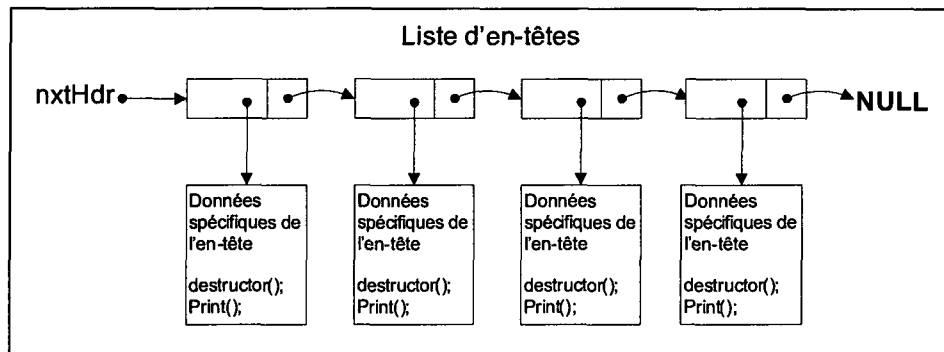 Liste d'en-têtes
nxtHdr
NULL
Données
spécifiques de
l'en-tête
destructor();
Print();
Données
spécifiques de
l'en-tête
destructor();
Print();
Données
spécifiques de
l'en-tête
destructor();
Print();
Données
spécifiques de
l'en-tête
destructor();
Print();